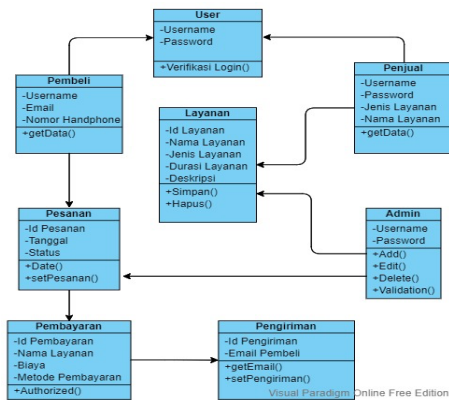 User
-Username
-Password
+Verifikasi Login()
Pembeli
-Username
-Email
-Nomor Handphone
+getData()
Penjual
-Username
-Password
-Jenis Layanan
-Nama Layanan
+getData()
Layanan
-Id Layanan
-Nama Layanan
-Jenis Layanan
-Durasi Layanan
-Deskripsi
+Simpan()
+Hapus()
Pesanan
-Id Pesanan
-Tanggal
-Status
+Date()
+setPesanan()
Admin
-Username
-Password
+Add()
+Edit()
+Delete()
+Validation()
Pembayaran
-Id Pembayaran
-Nama Layanan
-Biaya
-Metode Pembayaran
+Authorized()
Pengiriman
-Id Pengiriman
-Email Pembeli
+getEmail()
+setPengiriman()
Visual Paradigm Online Free Edition